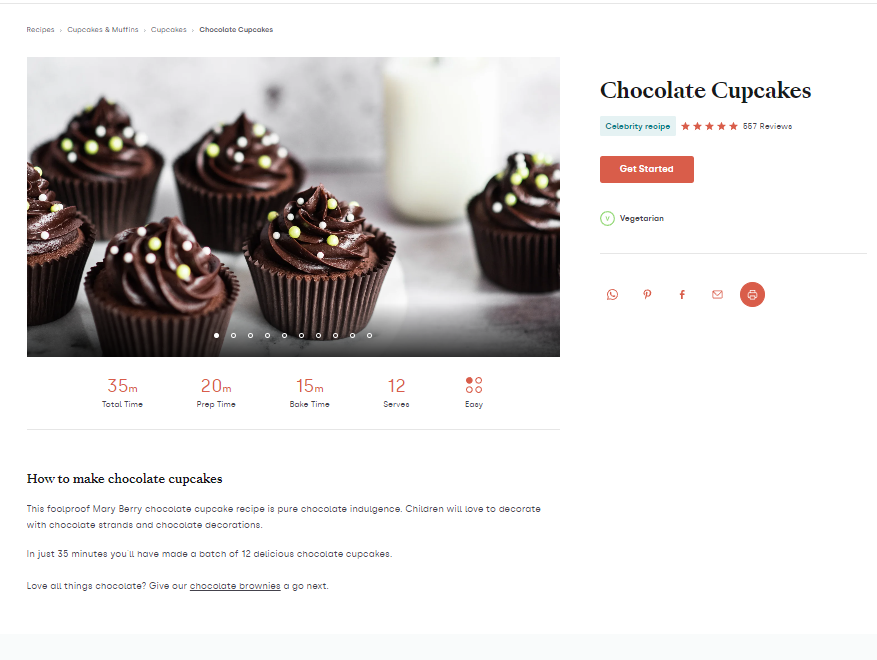 Recipes › Cupcakes & Muffins › Cupcakes › Chocolate Cupcakes
Chocolate Cupcakes
Celebrity recipe 557 Reviews
Get Started
V Vegetarian
35m 20m 15m 12
Total Time Prep Time Bake Time Serves Easy
How to make chocolate cupcakes
This foolproof Mary Berry chocolate cupcake recipe is pure chocolate indulgence. Children will love to decorate
with chocolate strands and chocolate decorations.
In just 35 minutes you'll have made a batch of 12 delicious chocolate cupcakes.
Love all things chocolate? Give our chocolate brownies a go next.